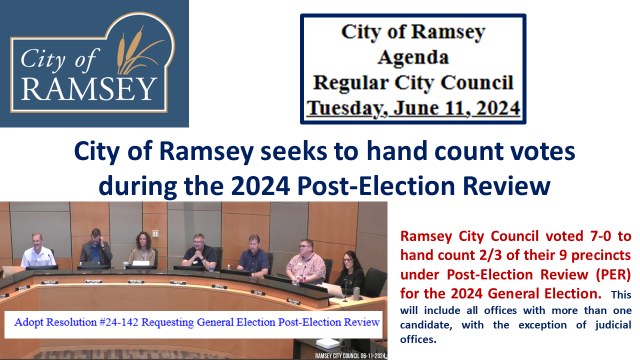 City of
RAMSEY
City of Ramsey
Agenda
Regular City Council
Tuesday, June 11, 2024
City of Ramsey seeks to hand count votes
during the 2024 Post-Election Review
Ramsey City Council voted 7-0 to
hand count 2/3 of their 9 precincts
under Post-Election Review (PER)
for the 2024 General Election. This
will include all offices with more than one
candidate, with the exception of judicial
offices.
Adopt Resolution #24-142 Requesting General Election Post-Election Review
RAMSEY CITY COUNCIL 06-11-2024